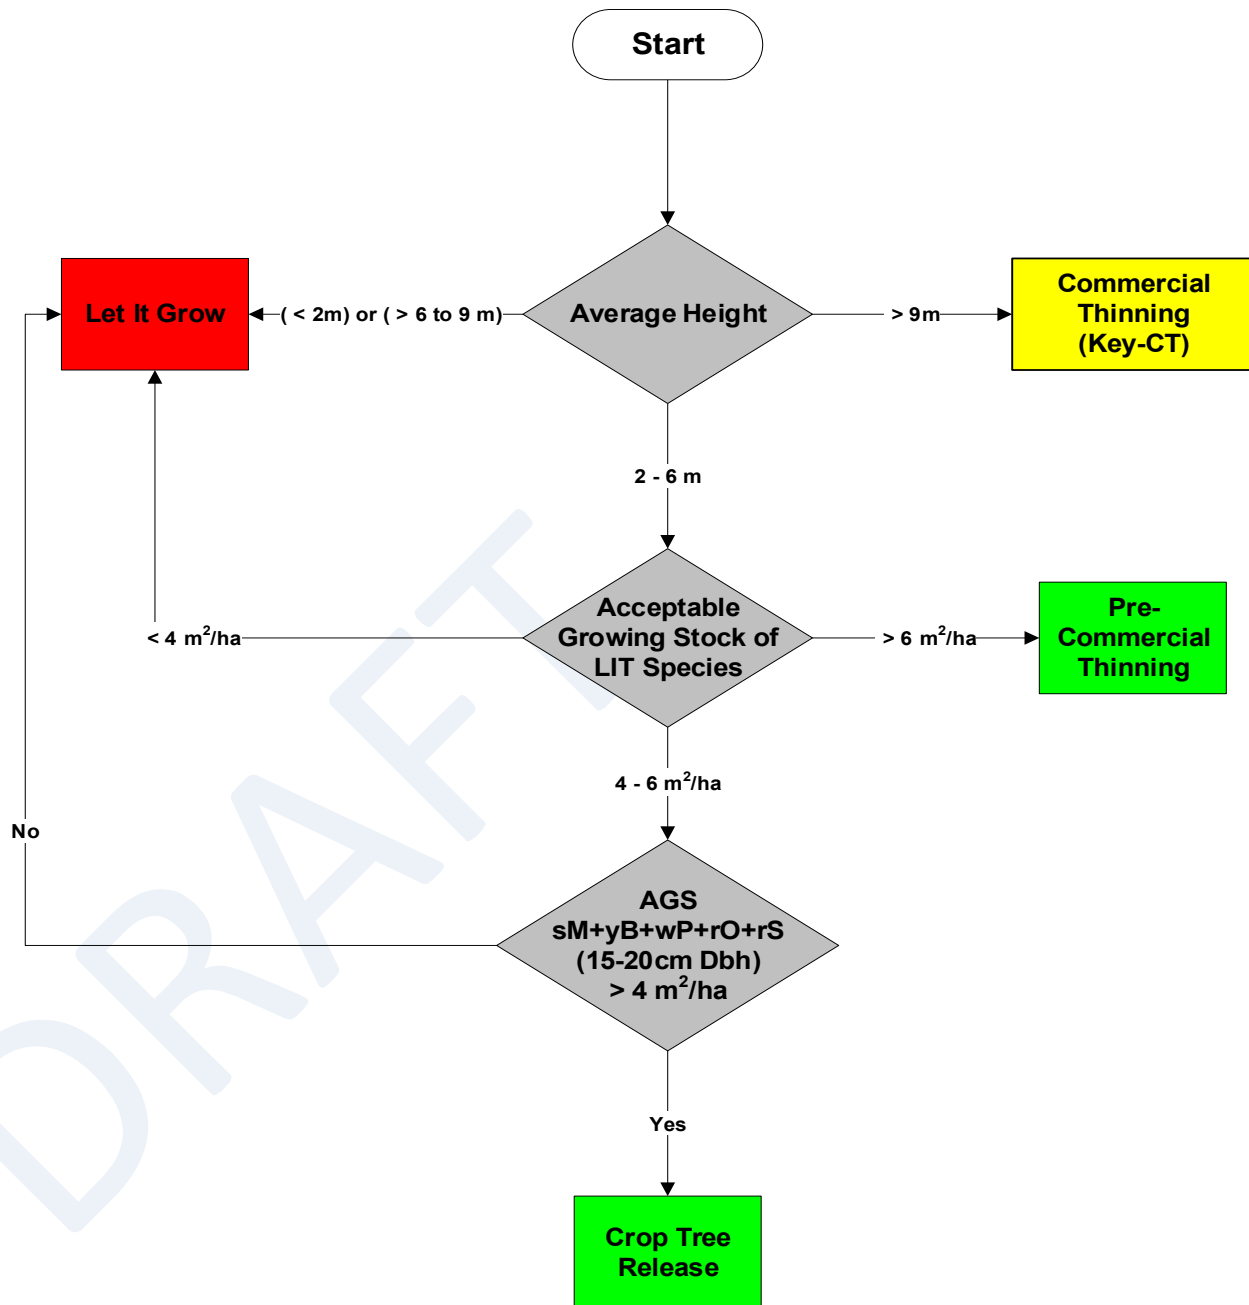 Start
Let It Grow
( < 2m) or ( > 6 to 9 m)
Average Height
> 9m
Commercial
Thinning
(Key-CT)
2 - 6 m
< 4 m²/ha
Acceptable
Growing Stock of
LIT Species
> 6 m²/ha
Pre-
Commercial
Thinning
4 - 6 m²/ha
No
AGS
sM+yB+wP+rO+rS
(15-20cm Dbh)
> 4 m²/ha
Yes
Crop Tree
Release
DRAFT